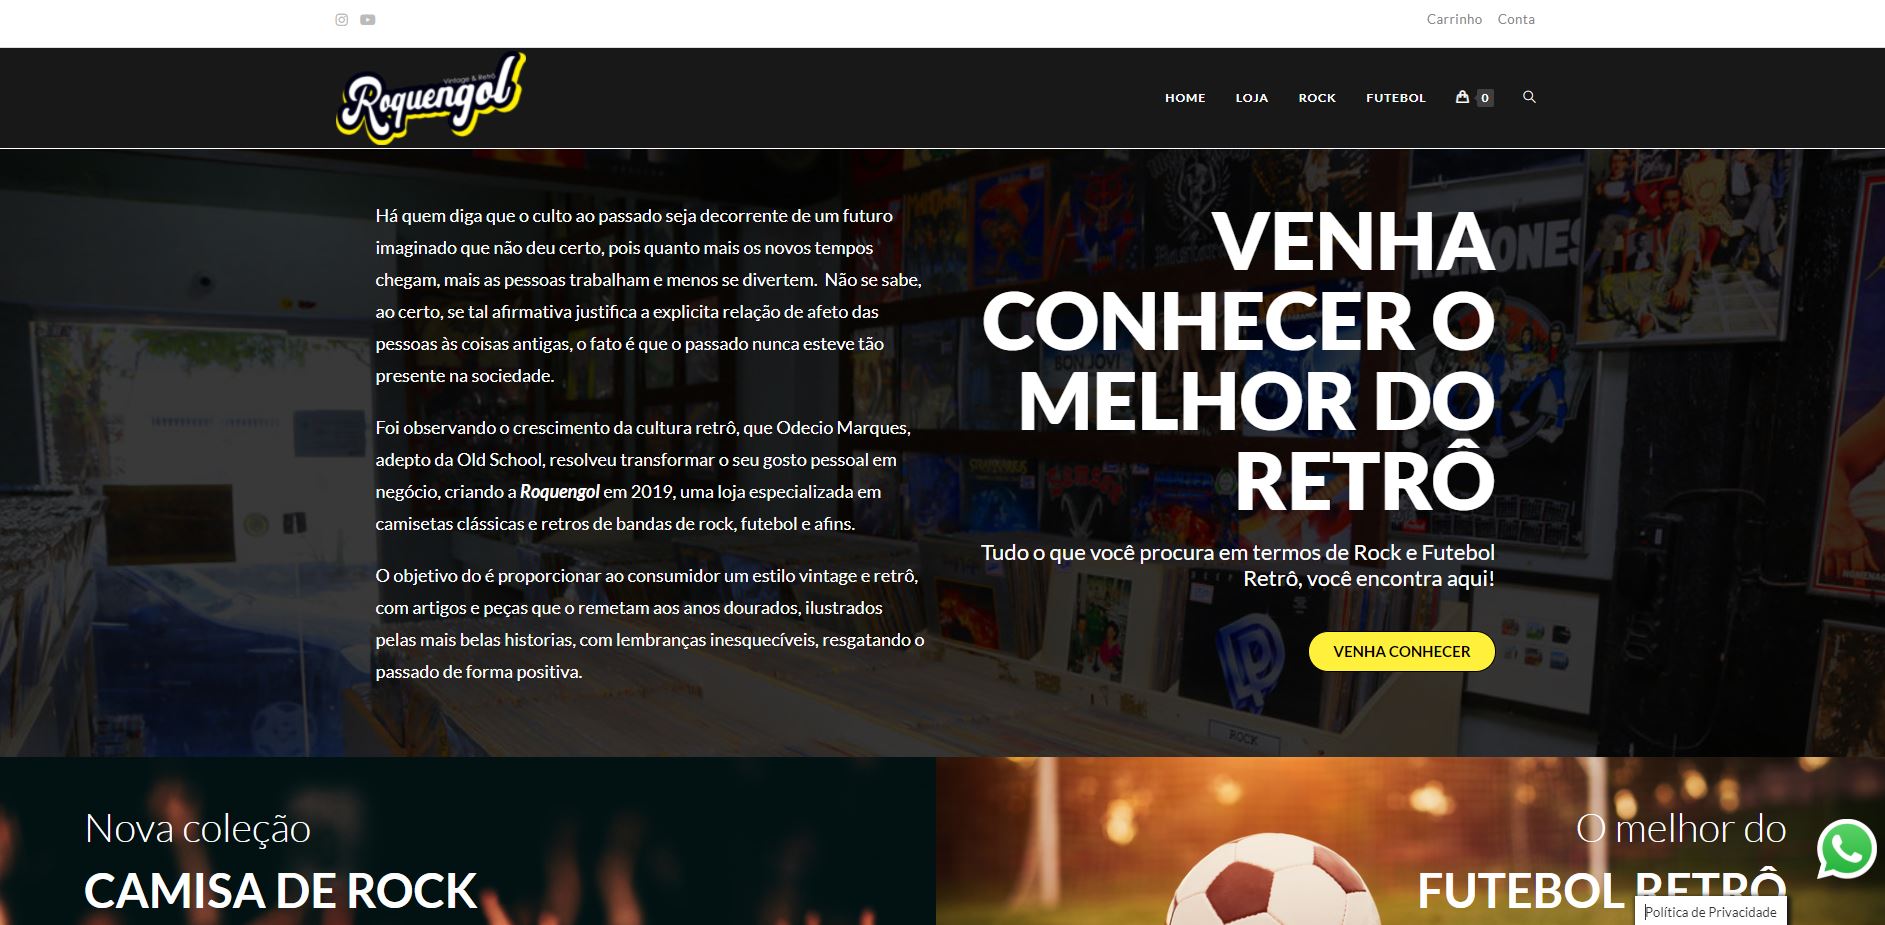 Carrinho Conta
Vintage & Retrô
Roquengol
HOME LOJA ROCK FUTEBOL 0
Há quem diga que o culto ao passado seja decorrente de um futuro
imaginado que não deu certo, pois quanto mais os novos tempos
chegam, mais as pessoas trabalham e menos se divertem.  Não se sabe,
ao certo, se tal afirmativa justifica a explicita relação de afeto das
pessoas às coisas antigas, o fato é que o passado nunca esteve tão
presente na sociedade.
Foi observando o crescimento da cultura retrô, que Odecio Marques,
adepto da Old School, resolveu transformar o seu gosto pessoal em
negócio, criando a Roquengol em 2019, uma loja especializada em
camisetas clássicas e retros de bandas de rock, futebol e afins.
O objetivo do é proporcionar ao consumidor um estilo vintage e retrô,
com artigos e peças que o remetam aos anos dourados, ilustrados
pelas mais belas historias, com lembranças inesquecíveis, resgatando o
passado de forma positiva.
VENHA
CONHECER O
MELHOR DO
RETRÔ
Tudo o que você procura em termos de Rock e Futebol
Retrô, você encontra aqui!
VENHA CONHECER
RAMONES
BON JOVI
ROCK
Nova coleção
CAMISA DE ROCK
O melhor do
FUTEBOL RETRÔ
Política de Privacidade